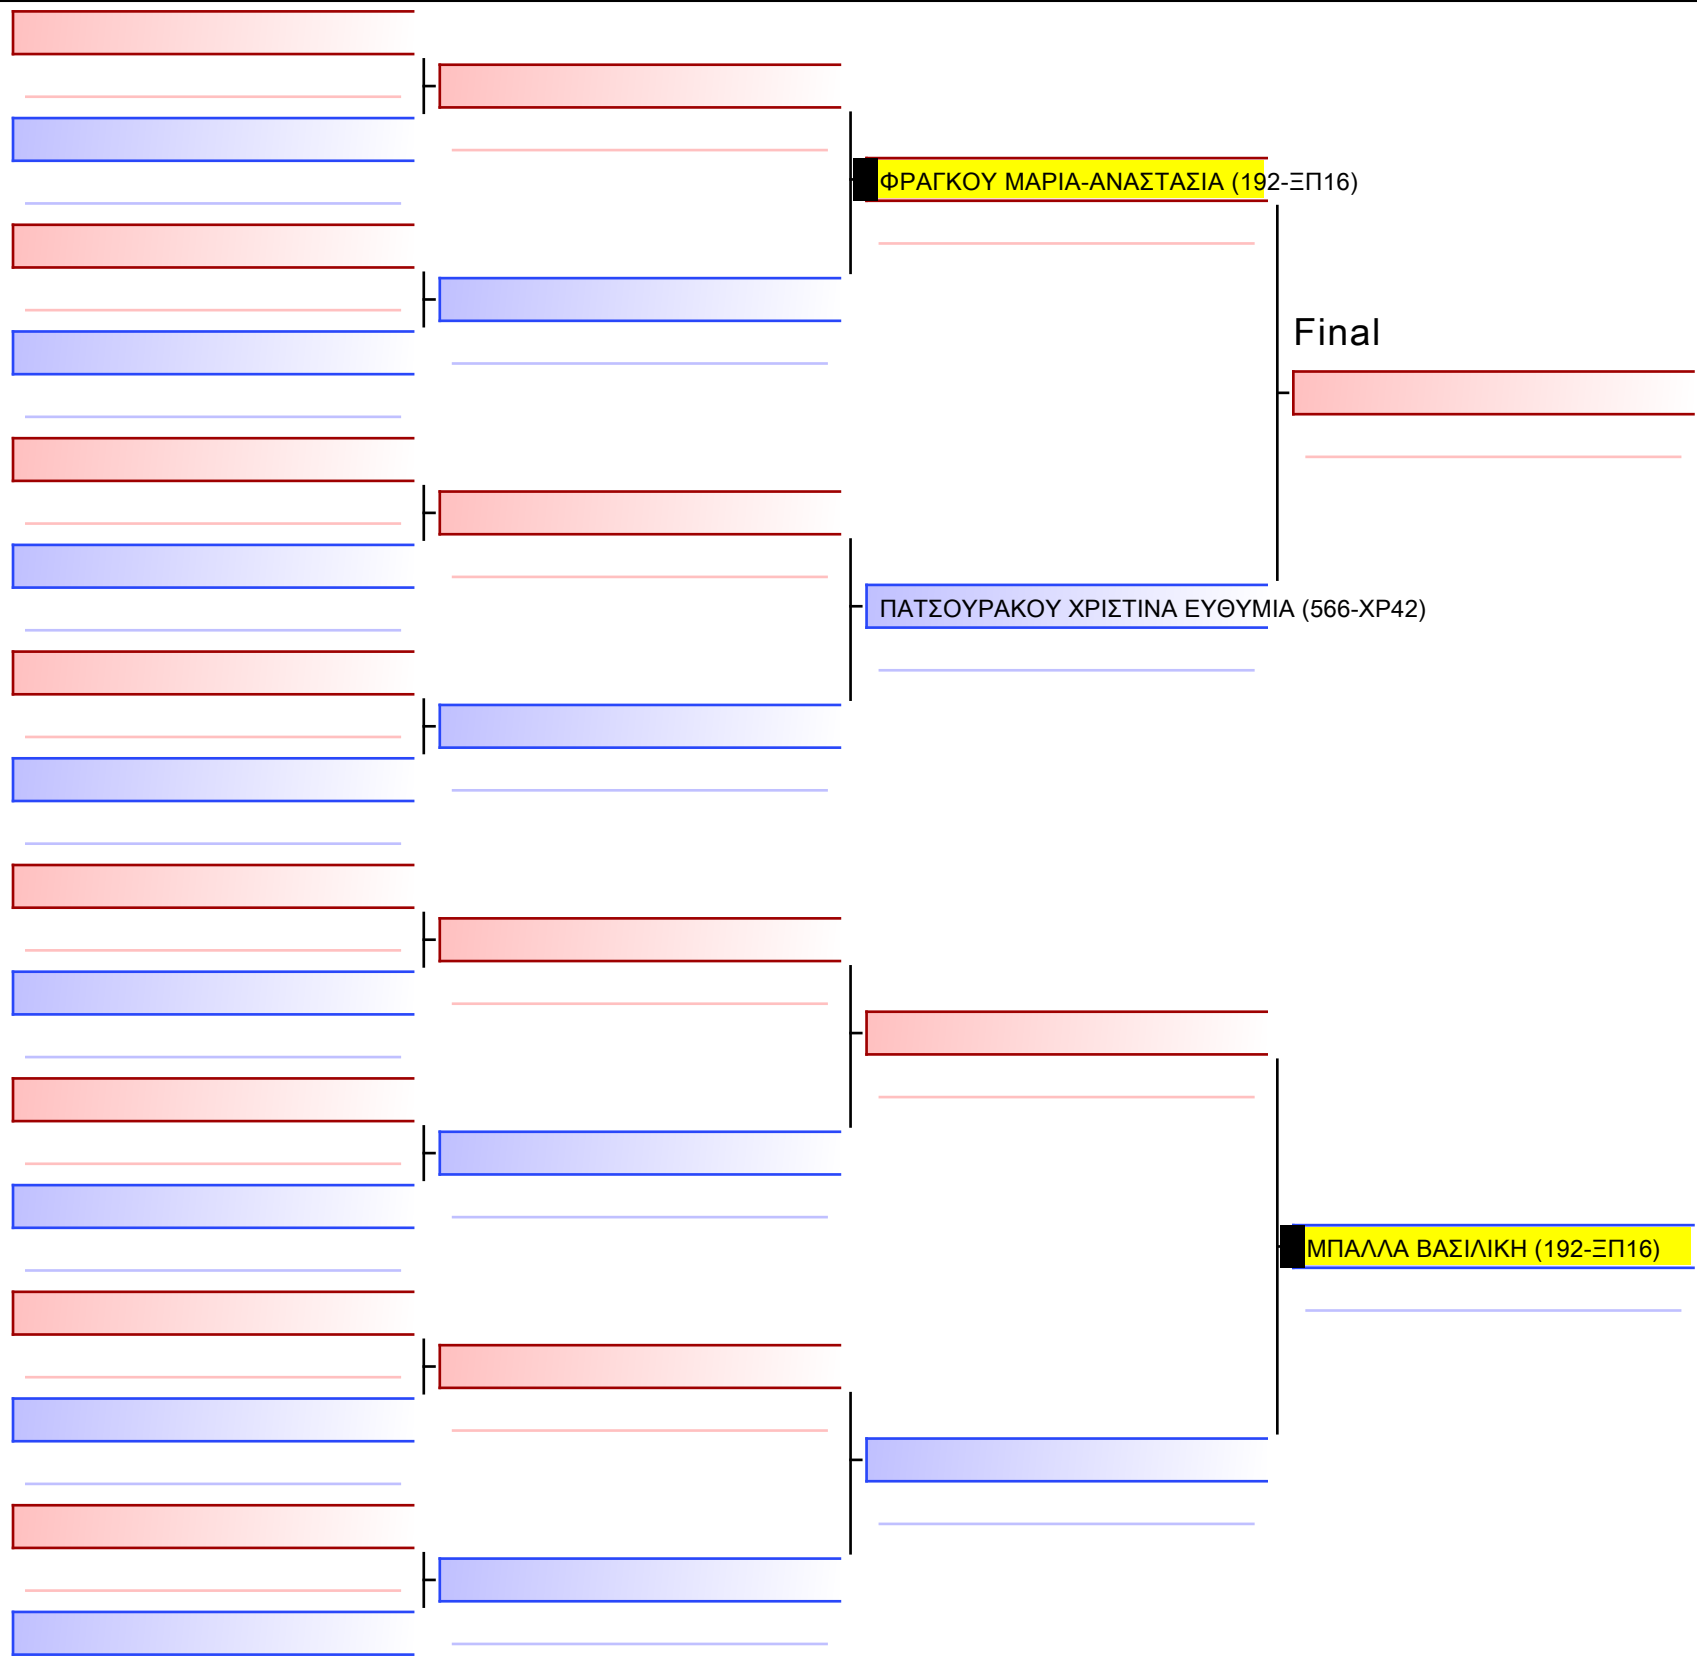 ΦΡΑΓΚΟΥ ΜΑΡΙΑ-ΑΝΑΣΤΑΣΙΑ (192-ΞΠ16)
Final
ΠΑΤΣΟΥΡΑΚΟΥ ΧΡΙΣΤΙΝΑ ΕΥΘΥΜΙΑ (566-ΧΡ42)
ΜΠΑΛΛΑ ΒΑΣΙΛΙΚΗ (192-ΞΠ16)